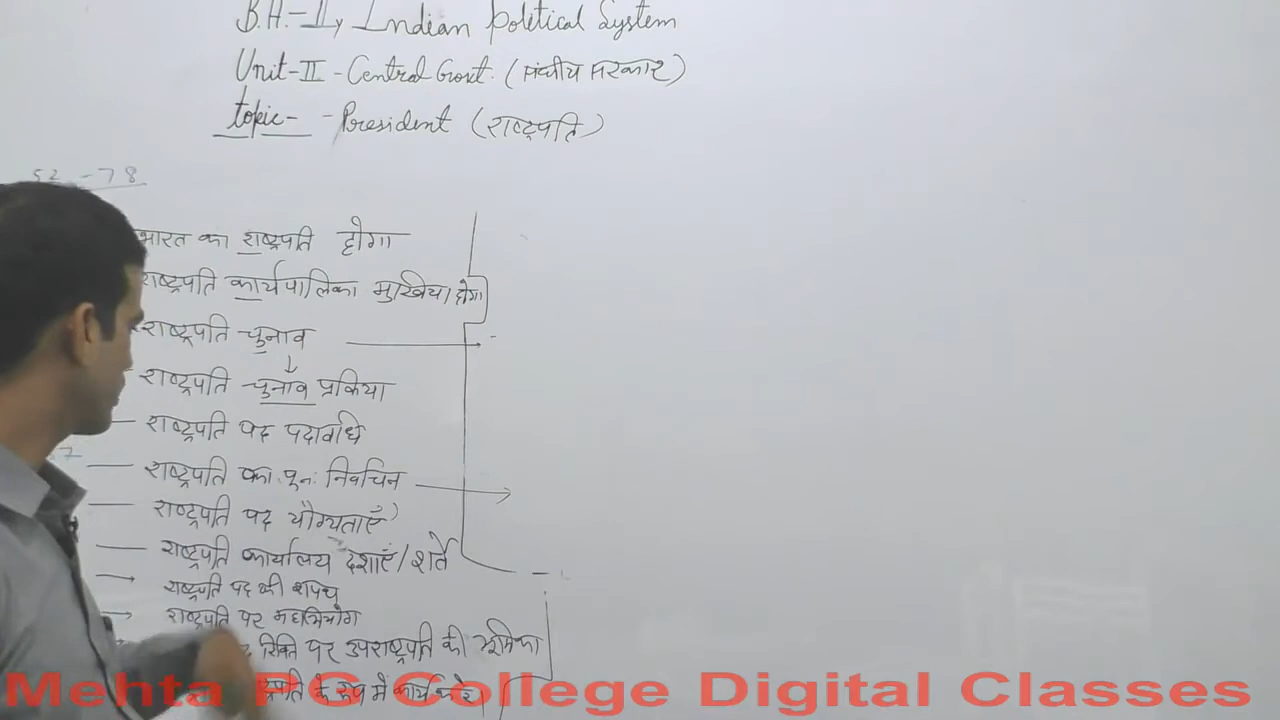 B.A.-II, Indian Political System
Unit-II - Central Govt. (संघीय सरकार)
topic- - President (राष्ट्रपति)
52 - 78
भारत का राष्ट्रपति होगा
राष्ट्रपति कार्यपालिका मुखिया होगा
राष्ट्रपति चुनाव
राष्ट्रपति चुनाव प्रक्रिया
राष्ट्रपति पद पदावधि
राष्ट्रपति का पुनः निर्वाचन
राष्ट्रपति पद योग्यताएँ
राष्ट्रपति कार्यालय दशाएँ/शर्ते
राष्ट्रपति पद की शपथ
राष्ट्रपति पर महाभियोग
रिक्ति पर उपराष्ट्रपति की भूमिका
के रूप में कार्य करे
Mehta PG College Digital Classes